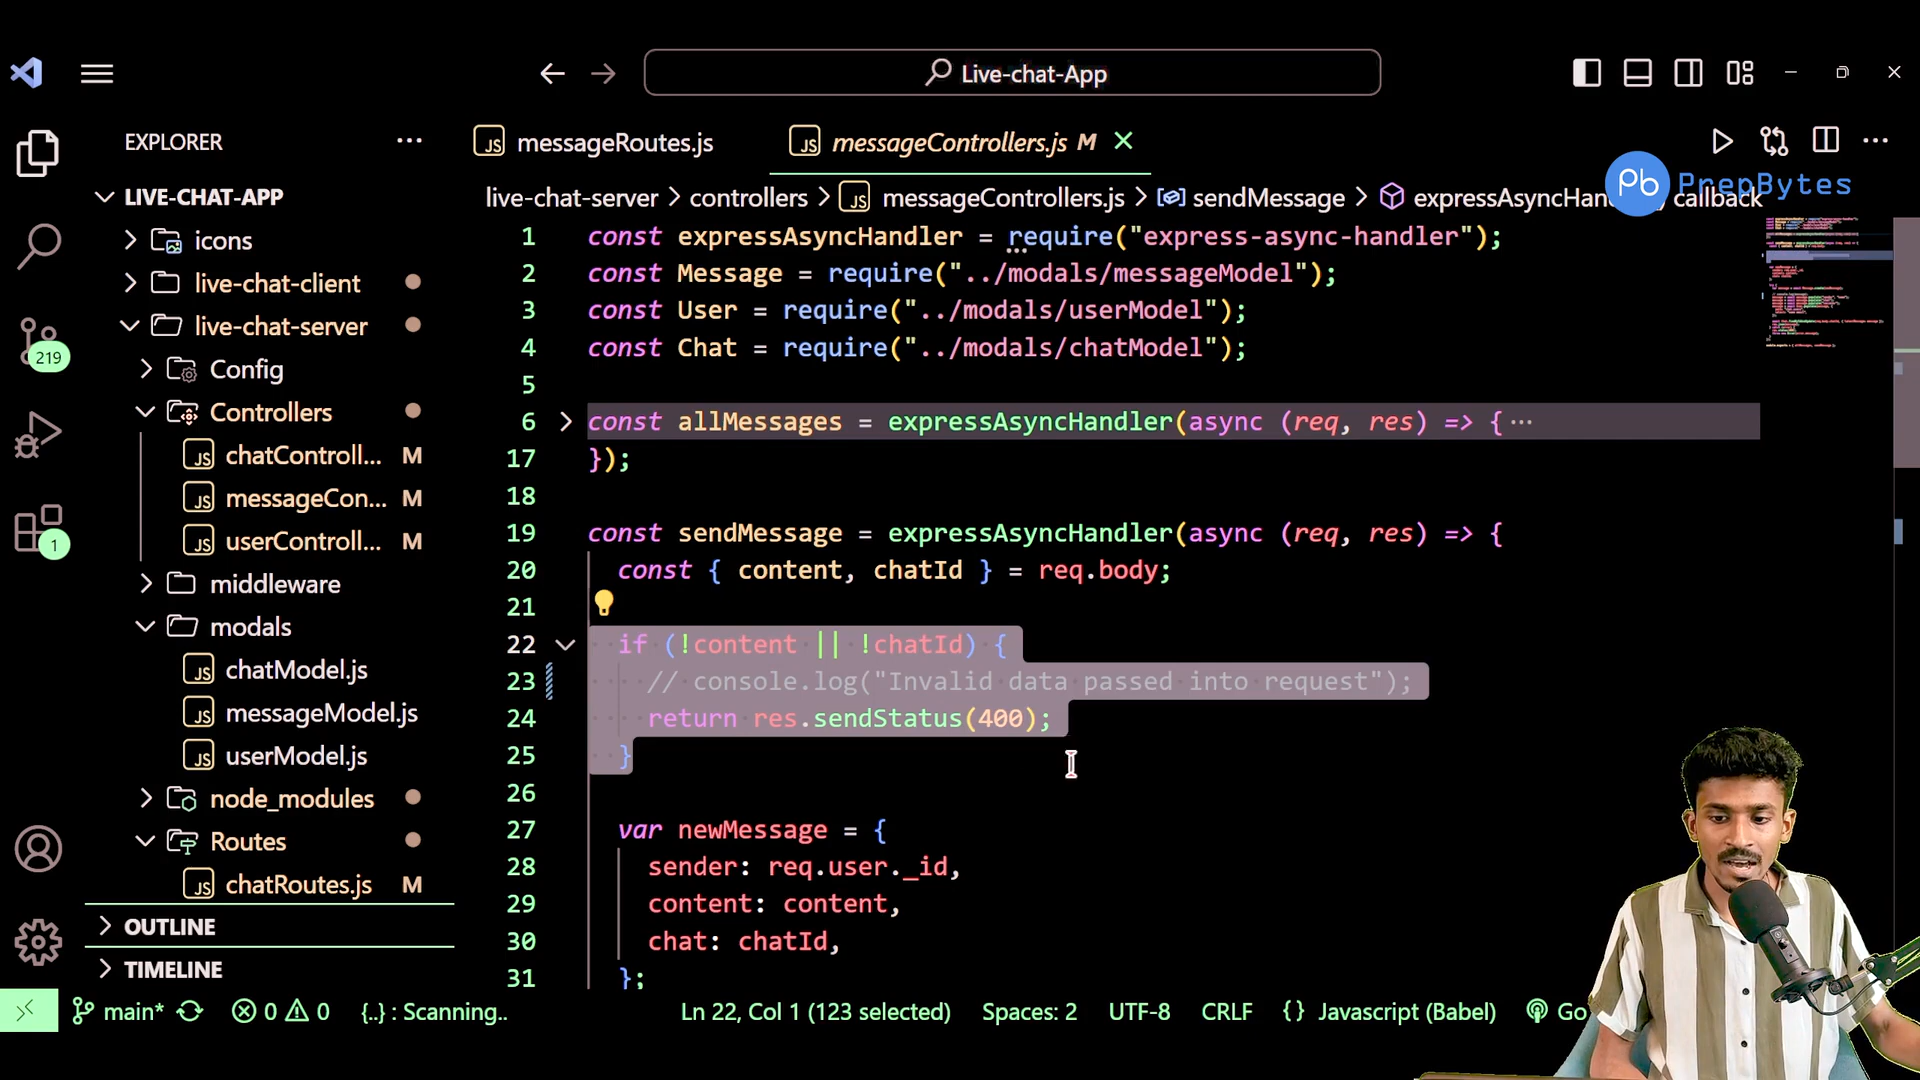 Live-chat-App
EXPLORER
messageRoutes.js
messageControllers.js M
Pb PrepBytes
LIVE-CHAT-APP
live-chat-server > controllers > messageControllers.js > sendMessage > expressAsyncHan callback
icons
live-chat-client
live-chat-server
Config
Controllers
chatControll... M
messageCon... M
userControll... M
middleware
modals
chatModel.js
messageModel.js
userModel.js
node_modules
Routes
chatRoutes.js M
OUTLINE
TIMELINE
219
1
1 const expressAsyncHandler = require("express-async-handler");
2 const Message = require("../modals/messageModel");
3 const User = require("../modals/userModel");
4 const Chat = require("../modals/chatModel");
5
6 const allMessages = expressAsyncHandler(async (req, res) => {...
17 });
18
19 const sendMessage = expressAsyncHandler(async (req, res) => {
20 const { content, chatId } = req.body;
21
22 if (!content || !chatId) {
23 // console.log("Invalid data passed into request");
24 return res.sendStatus(400);
25 }
26
27 var newMessage = {
28 sender: req.user._id,
29 content: content,
30 chat: chatId,
31 };
main* 0 0 {..} : Scanning.. Ln 22, Col 1 (123 selected) Spaces: 2 UTF-8 CRLF {} Javascript (Babel) Go